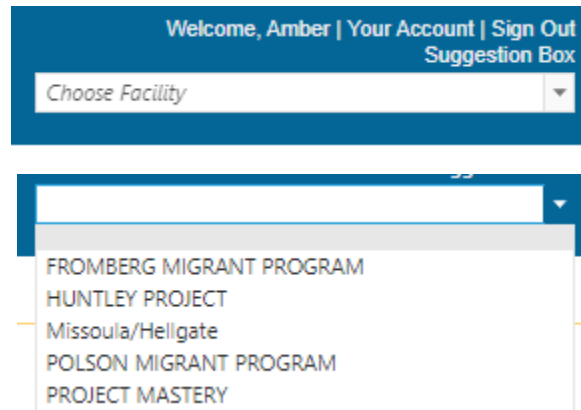 Welcome, Amber | Your Account | Sign Out
Suggestion Box
Choose Facility
FROMBERG MIGRANT PROGRAM
HUNTLEY PROJECT
Missoula/Hellgate
POLSON MIGRANT PROGRAM
PROJECT MASTERY